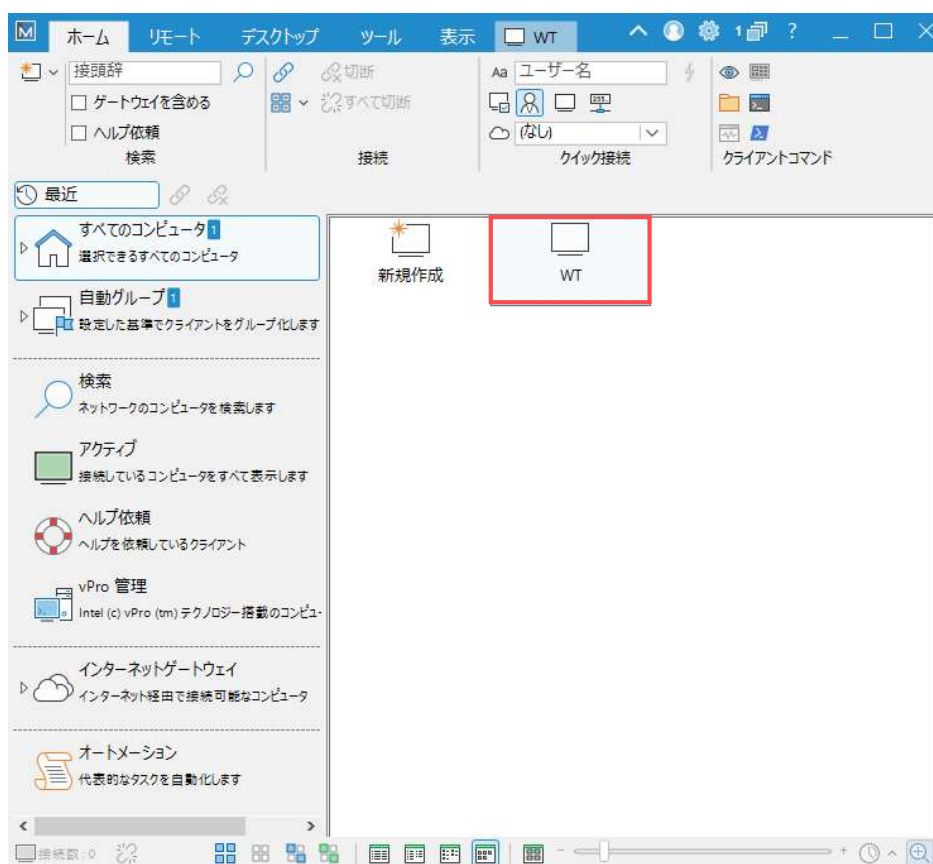 M ホーム リモート デスクトップ ツール 表示 WT 1 ?
接頭辞 切断 Aa ユーザー名
ゲートウェイを含める すべて切断
ヘルプ依頼 (なし)
検索 接続 クイック接続 クライアントコマンド
最近
すべてのコンピュータ 1
選択できるすべてのコンピュータ
自動グループ 1
設定した基準でクライアントをグループ化します
検索
ネットワークのコンピュータを検索します
アクティブ
接続しているコンピュータをすべて表示します
ヘルプ依頼
ヘルプを依頼しているクライアント
vPro 管理
Intel (c) vPro (tm) テクノロジー搭載のコンピュ
インターネットゲートウェイ
インターネット経由で接続可能なコンピュータ
オートメーション
代表的なタスクを自動化します
新規作成 WT
接続数: 0